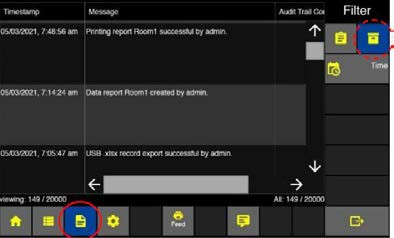 Timestamp Message Audit Trail Co
Filter
05/03/2021, 7:48:56 am Printing report Room1 successful by admin.
Time
05/03/2021, 7:14:24 am Data report Room1 created by admin.
05/03/2021, 7:05:47 am USB .xlsx record export successful by admin.
viewing: 149 / 20000 All: 149 / 20000
Feed